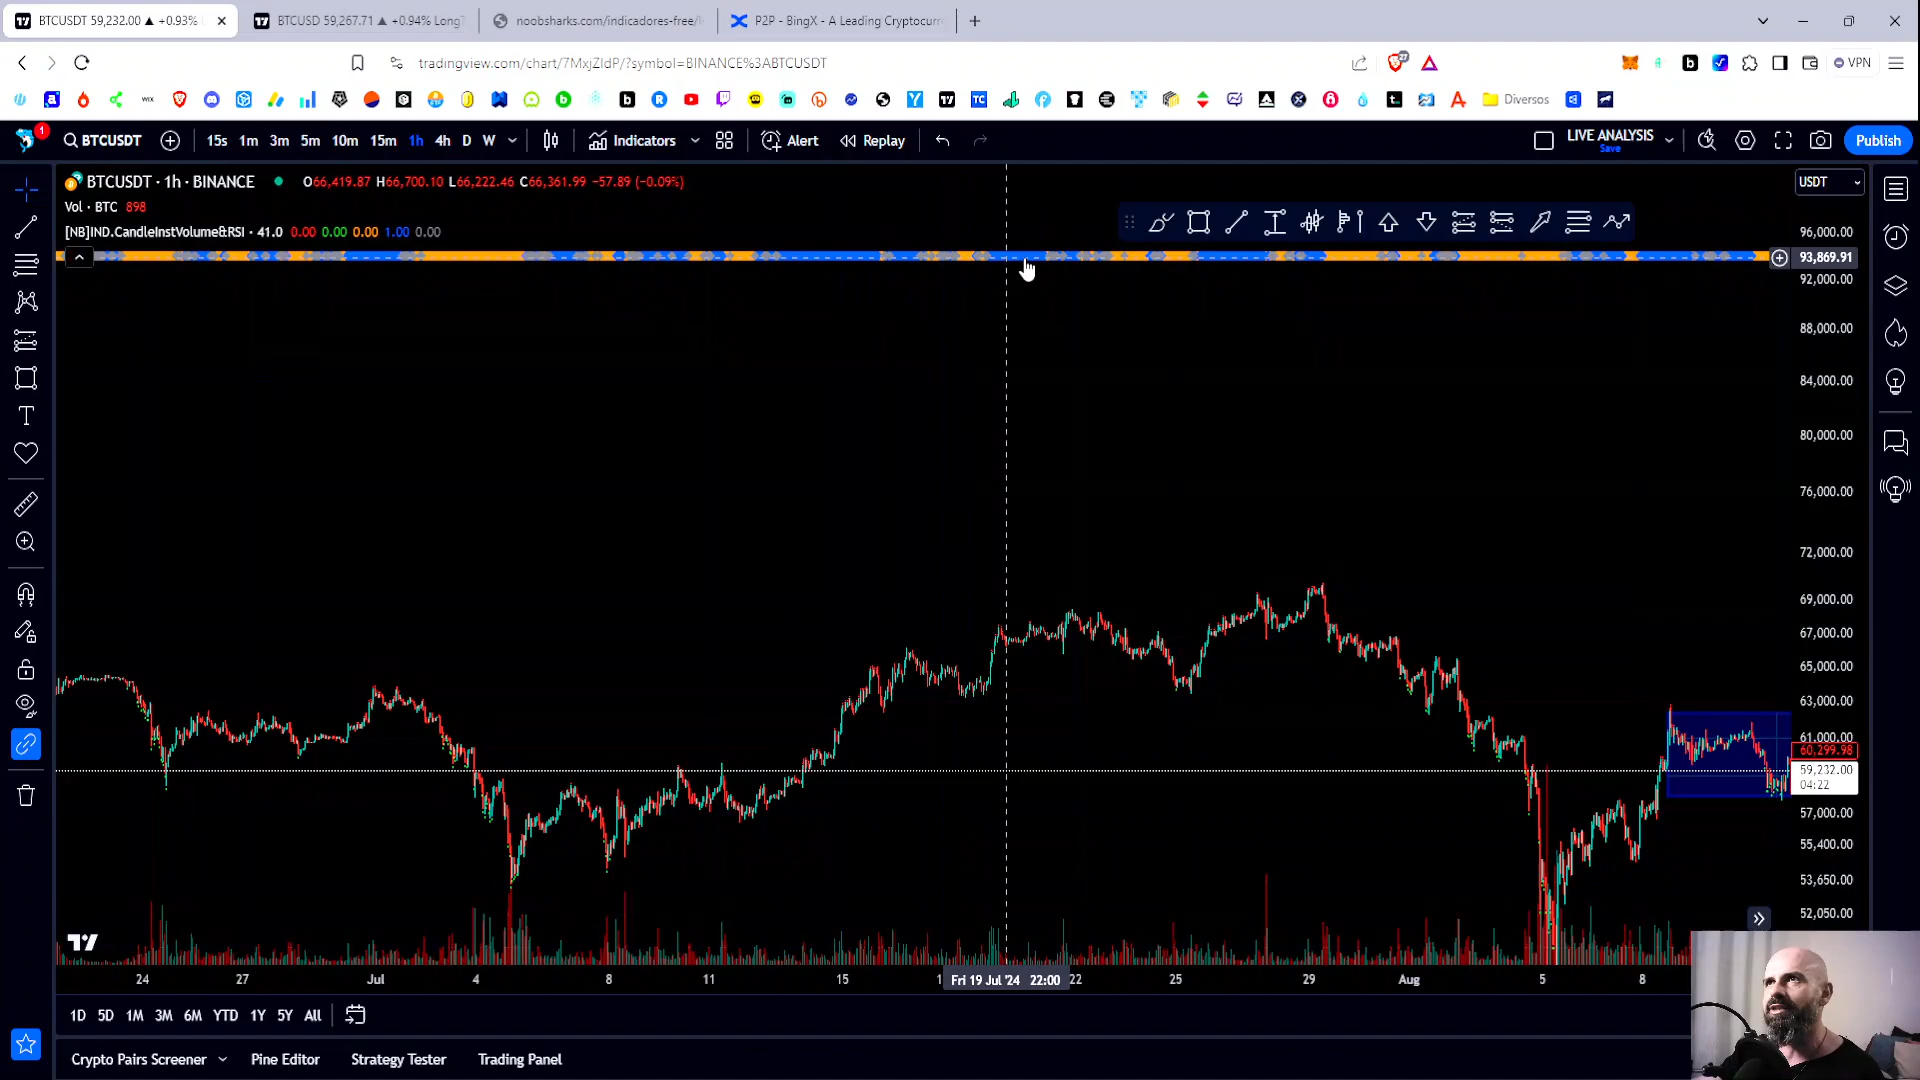 BTCUSDT 59,232.00 ▲ +0.93%
BTCUSD 59,267.71 ▲ +0.94% Long
noobsharks.com/indicadores-free/
P2P - BingX - A Leading Cryptocurr
tradingview.com/chart/7MxjZIdP/?symbol=BINANCE%3ABTCUSDT
VPN
Diversos
1
BTCUSDT
15s 1m 3m 5m 10m 15m 1h 4h D W
Indicators
Alert
Replay
LIVE ANALYSIS
Save
Publish
BTCUSDT · 1h · BINANCE
O66,419.87 H66,700.10 L66,222.46 C66,361.99 −57.89 (−0.09%)
USDT
Vol · BTC 898
[NB]IND.CandleInstVolume&RSI · 41.0 0.00 0.00 0.00 1.00 0.00
96,000.00
93,869.91
92,000.00
88,000.00
84,000.00
80,000.00
76,000.00
72,000.00
69,000.00
67,000.00
65,000.00
63,000.00
61,000.00
60,299.98
59,232.00
04:22
57,000.00
55,400.00
53,650.00
52,050.00
24 27 Jul 4 8 11 15 Fri 19 Jul '24 22:00 22 25 29 Aug 5 8
1D 5D 1M 3M 6M YTD 1Y 5Y All
Crypto Pairs Screener Pine Editor Strategy Tester Trading Panel